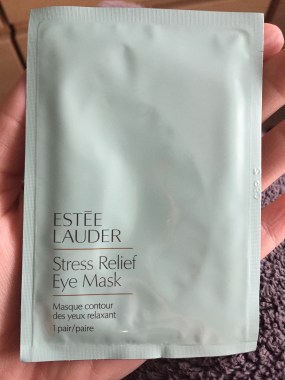 ESTĒE
LAUDER
Stress Relief
Eye Mask
Masque contour
des yeux relaxant
1 pair/paire